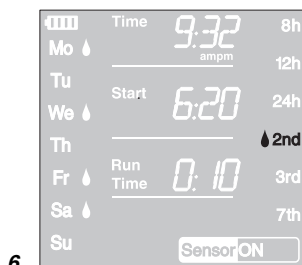 Time 9:32 8h
Mo ampm
12h
Tu
Start 6:20 24h
We
Th 2nd
Fr Run Time 0:10 3rd
Sa 7th
Su Sensor ON
6